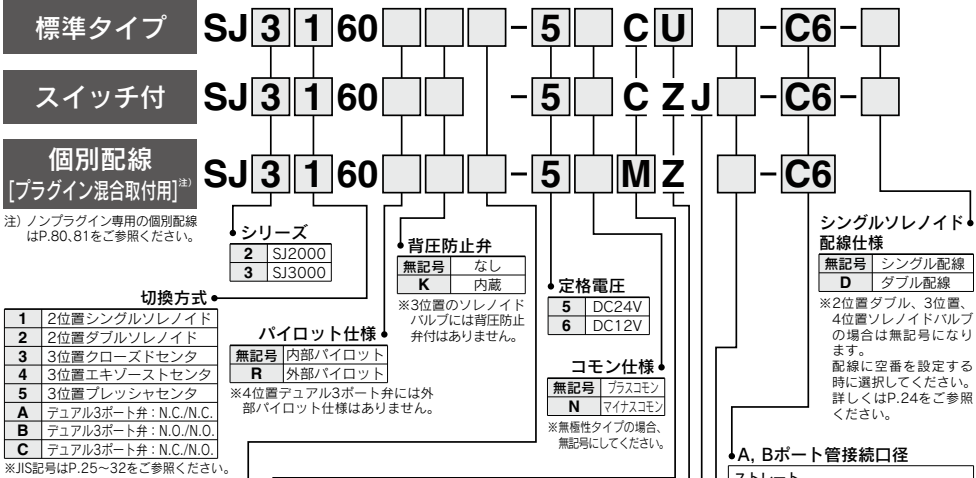 標準タイプ SJ3160 -5 CU -C6-
スイッチ付 SJ3160 -5 CZJ -C6-
個別配線
[プラグイン混合取付用]注) SJ3160 -5 MZ -C6
注) ノンプラグイン専用の個別配線
はP.80,81をご参照ください。
シリーズ
2 SJ2000
3 SJ3000
切換方式
1 2位置シングルソレノイド
2 2位置ダブルソレノイド
3 3位置クローズドセンタ
4 3位置エキゾーストセンタ
5 3位置プレッシャセンタ
A デュアル3ポート弁:N.C./N.C.
B デュアル3ポート弁:N.O./N.O.
C デュアル3ポート弁:N.C./N.O.
※JIS記号はP.25～32をご参照ください。
パイロット仕様
無記号 内部パイロット
R 外部パイロット
※4位置デュアル3ポート弁には外
部パイロット仕様はありません。
背圧防止弁
無記号 なし
K 内蔵
※3位置のソレノイド
バルブには背圧防止
弁付はありません。
定格電圧
5 DC24V
6 DC12V
コモン仕様
無記号 プラスコモン
N マイナスコモン
※無極性タイプの場合、
無記号にしてください。
シングルソレノイド
配線仕様
無記号 シングル配線
D ダブル配線
※2位置ダブル、3位置、
4位置ソレノイドバルブ
の場合は無記号になり
ます。
配線に空番を設定する
時に選択してください。
詳しくはP.24をご参照
ください。
A, Bポート管接続口径
ストレート